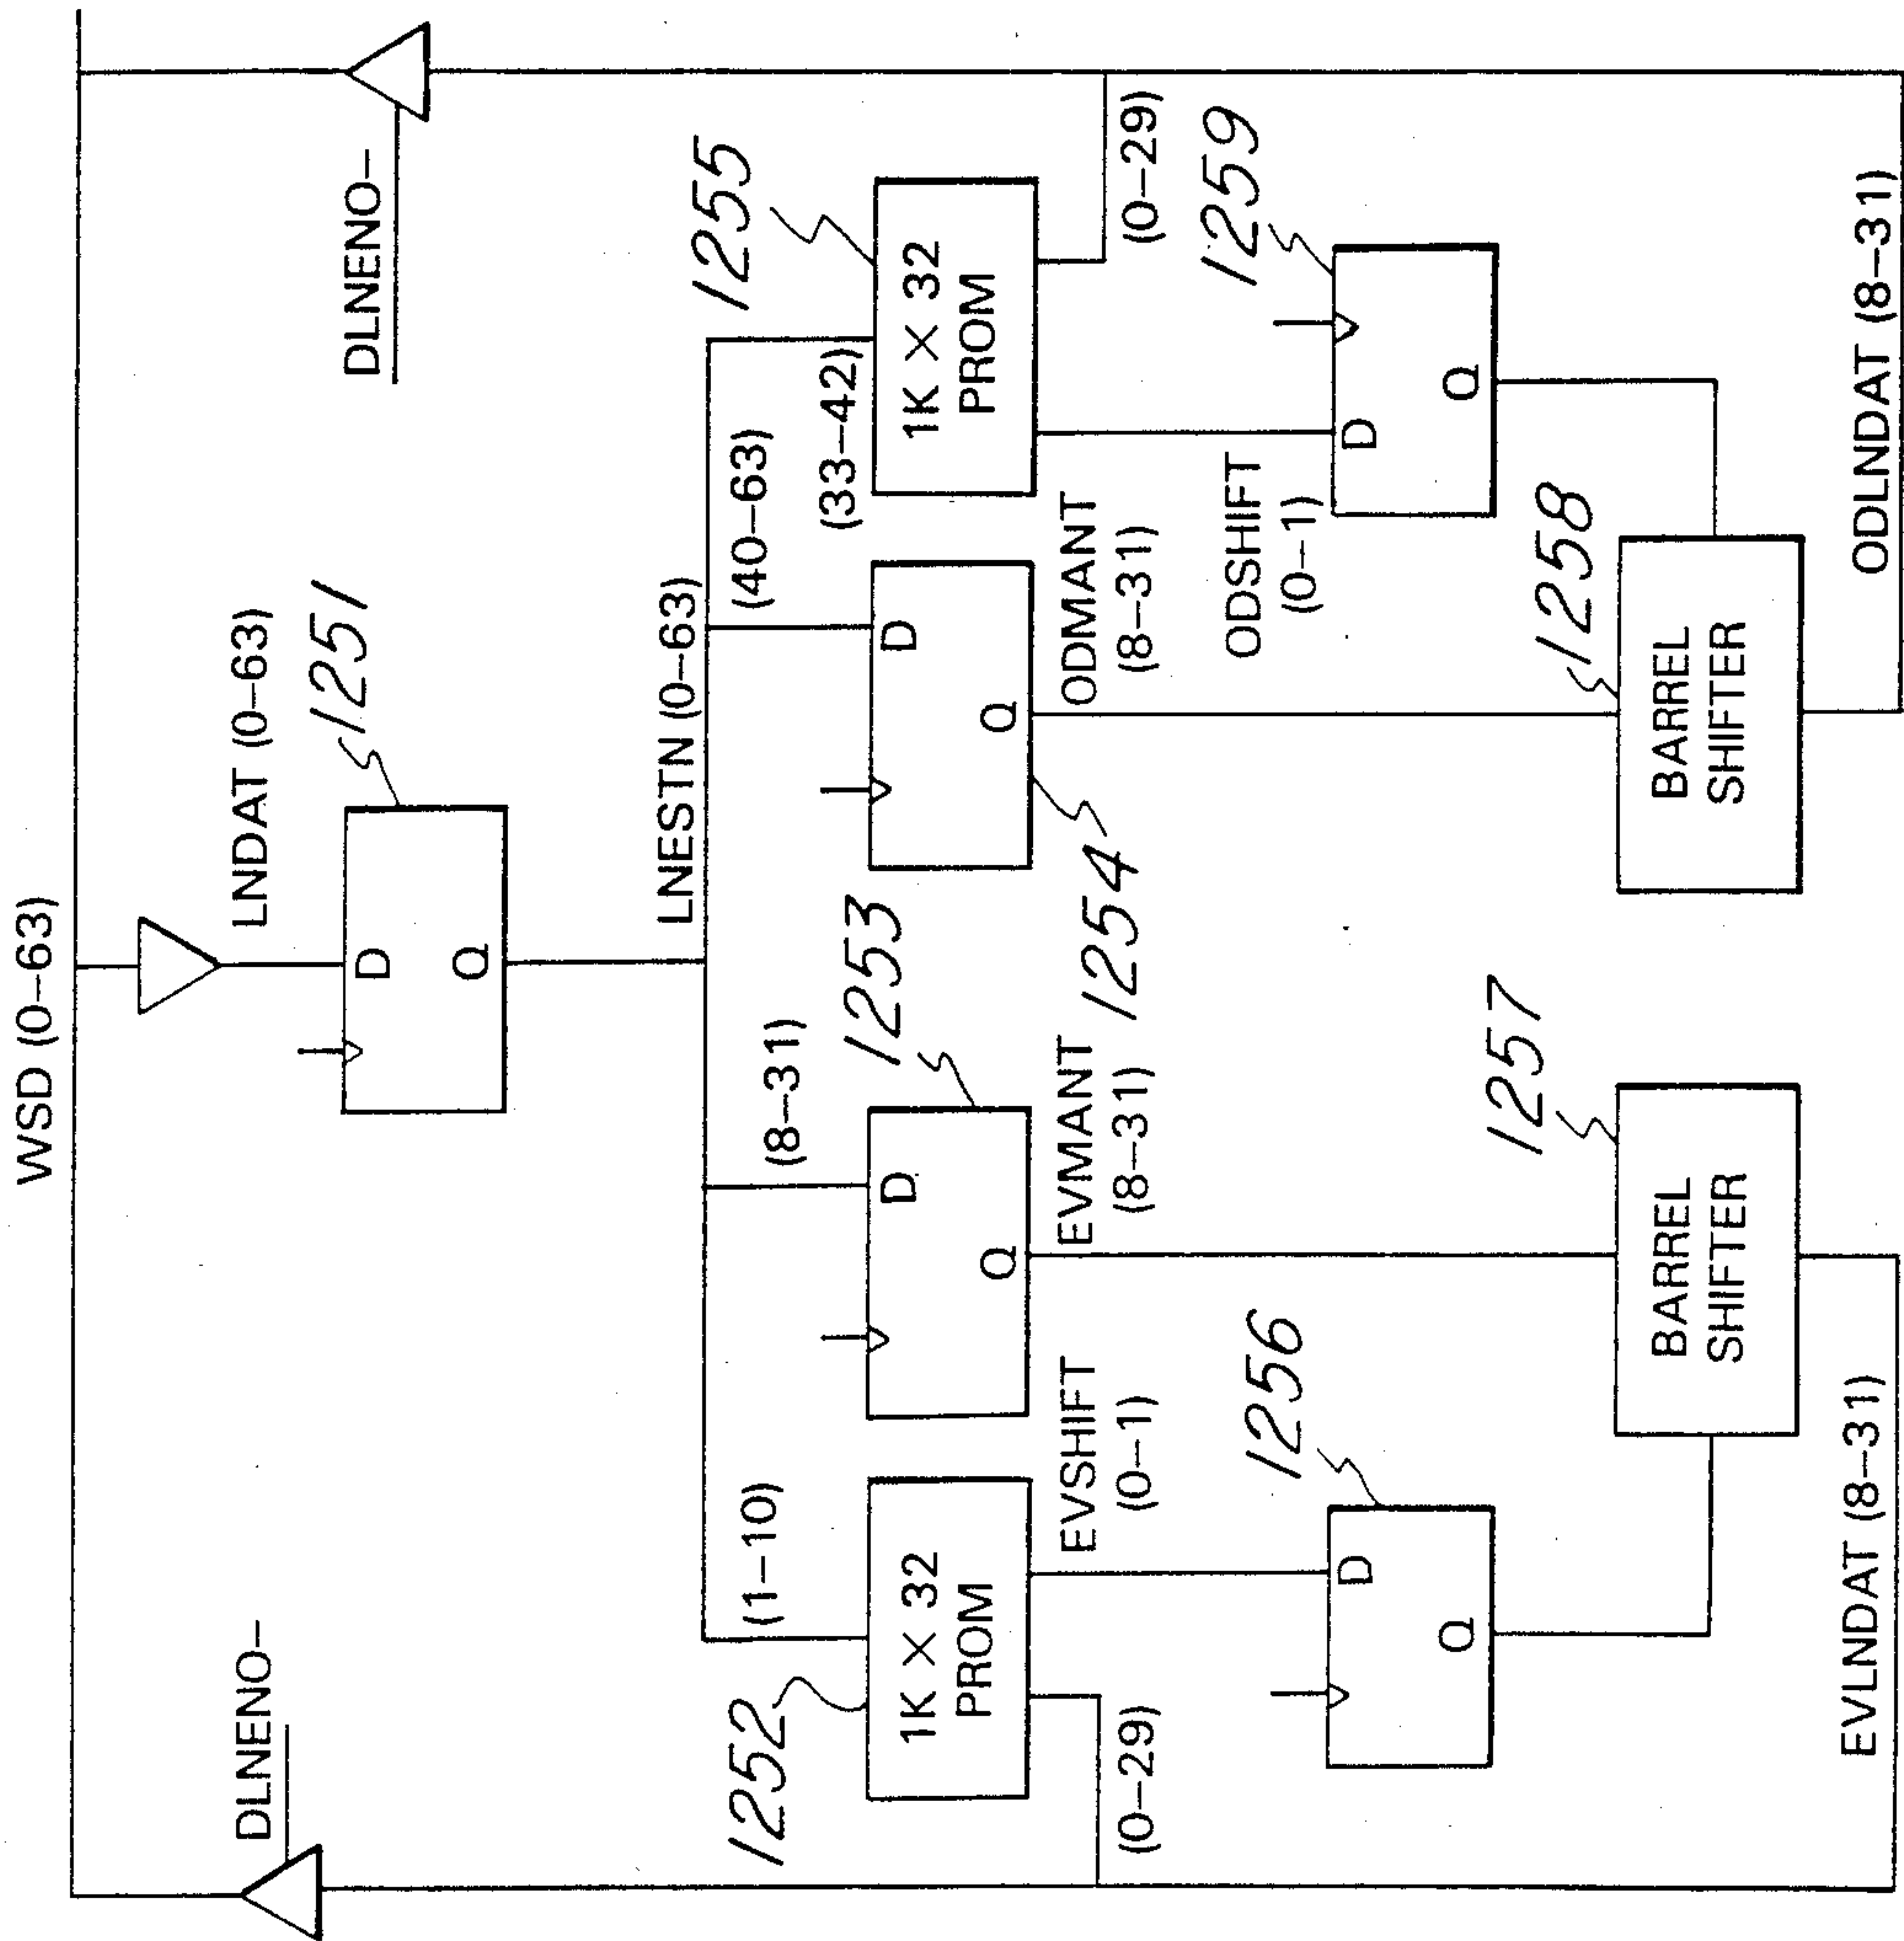 WSD (0–63)
DLNENO–
LNDAT (0–63)
DLNENO–
1251
D
Q
LNESTN (0–63)
(1–10)
(8–31)
(40–63)
(33–42)
1252
1253
1254
1255
1K × 32
PROM
D
Q
D
Q
1K × 32
PROM
(0–29)
EVSHIFT
(0–1)
EVMANT
(8–31)
ODMANT
(8–31)
ODSHIFT
(0–1)
(0–29)
1256
D
Q
1259
D
Q
1257
BARREL
SHIFTER
1258
BARREL
SHIFTER
EVLNDAT (8–31)
ODLNDAT (8–31)